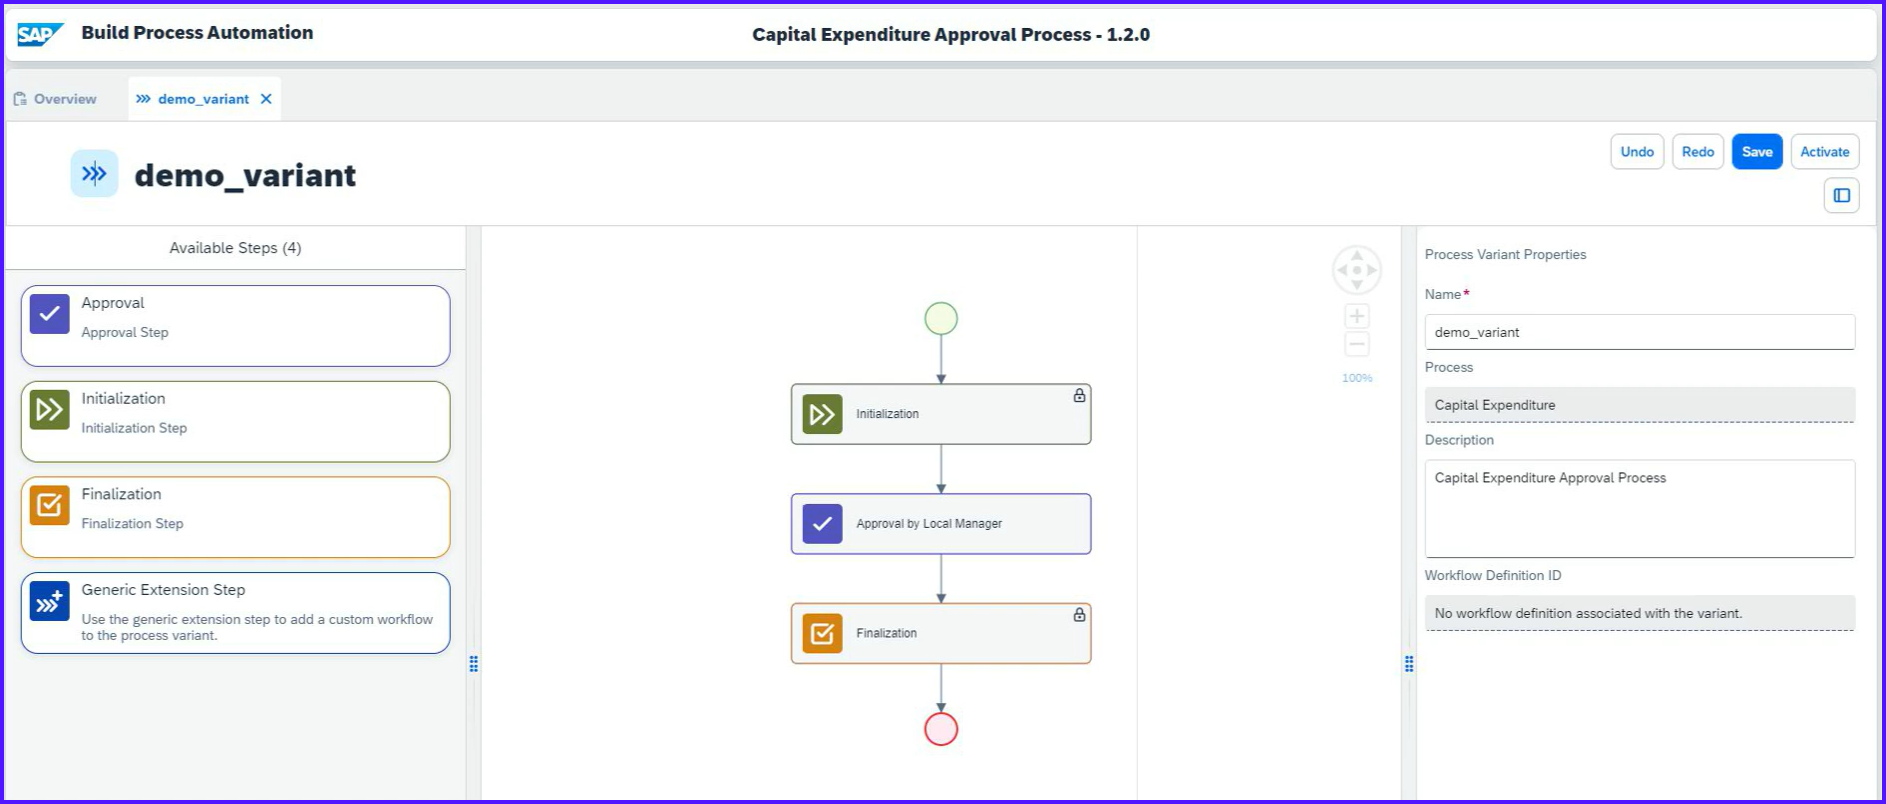 SAP Build Process Automation
Capital Expenditure Approval Process - 1.2.0
Overview
demo_variant
demo_variant
Undo
Redo
Save
Activate
Available Steps (4)
Approval
Approval Step
Initialization
Initialization Step
Finalization
Finalization Step
Generic Extension Step
Use the generic extension step to add a custom workflow
to the process variant.
Initialization
Approval by Local Manager
Finalization
100%
Process Variant Properties
Name*
demo_variant
Process
Capital Expenditure
Description
Capital Expenditure Approval Process
Workflow Definition ID
No workflow definition associated with the variant.